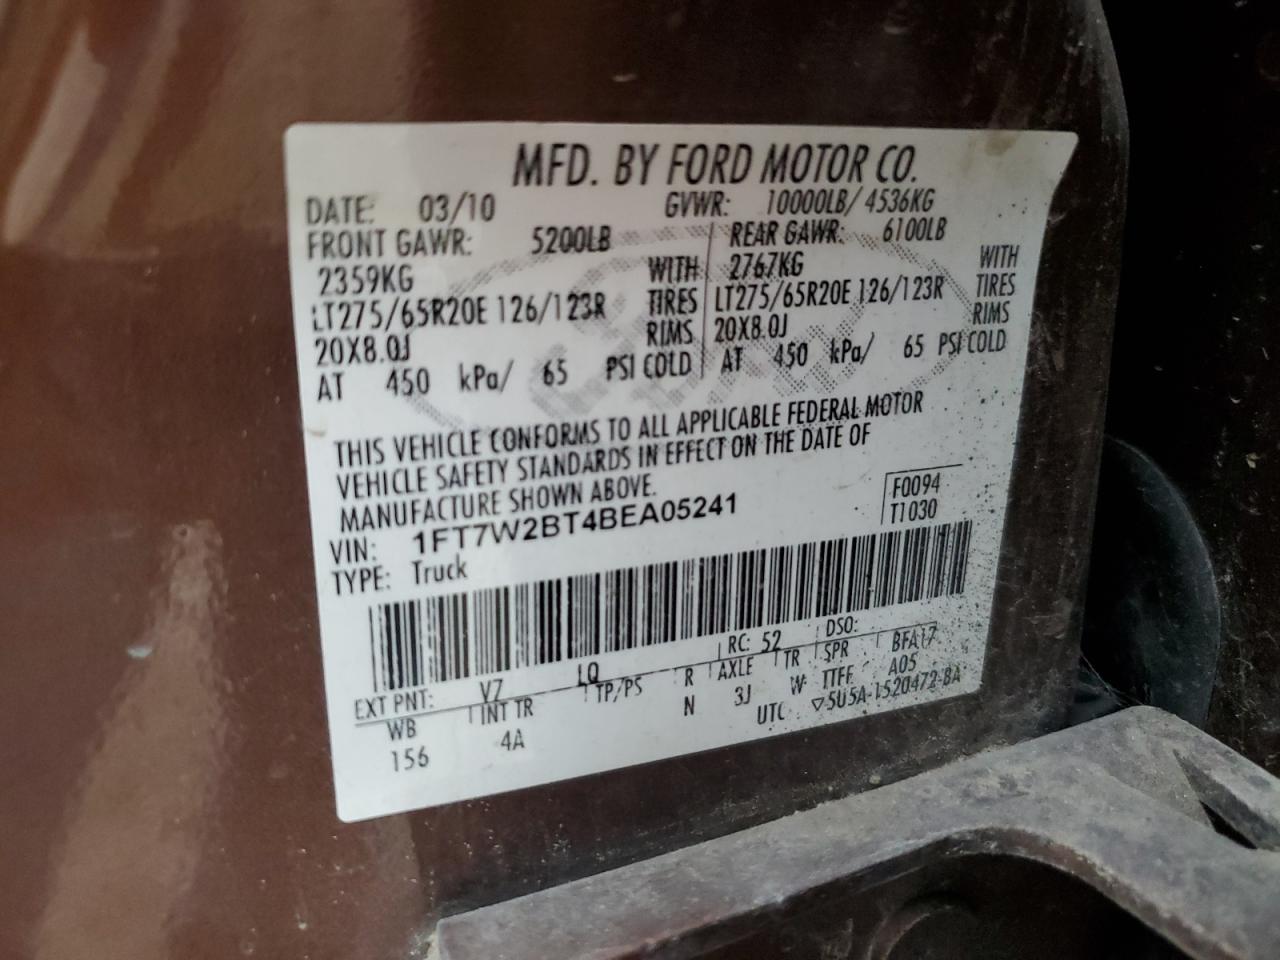 MFD. BY FORD MOTOR CO.
DATE: 03/10 GVWR: 10000LB/ 4536KG
FRONT GAWR: 5200LB REAR GAWR: 6100LB
2359KG WITH 2767KG WITH
LT275/65R20E 126/123R TIRES LT275/65R20E 126/123R TIRES
20X8.0J RIMS 20X8.0J RIMS
AT 450 kPa/ 65 PSI COLD AT 450 kPa/ 65 PSI COLD
THIS VEHICLE CONFORMS TO ALL APPLICABLE FEDERAL MOTOR
VEHICLE SAFETY STANDARDS IN EFFECT ON THE DATE OF
MANUFACTURE SHOWN ABOVE.
F0094
VIN: 1FT7W2BT4BEA05241 T1030
TYPE: Truck
EXT PNT: VZ LQ RC: 52 DSO:
WB INT TR TP/PS R AXLE TR SPR BFA17
156 4A N 3J W TTFF A05
UTC ▽5U5A-1520472-BA